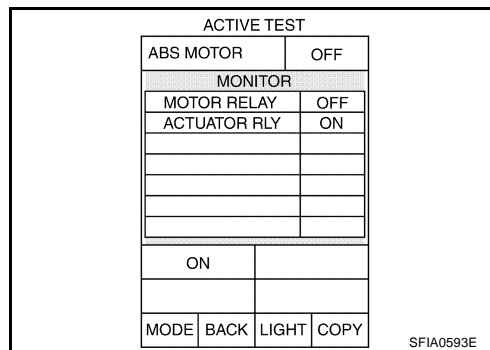 ACTIVE TEST
ABS MOTOR OFF
MONITOR
MOTOR RELAY OFF
ACTUATOR RLY ON
ON
MODE BACK LIGHT COPY
SFIA0593E